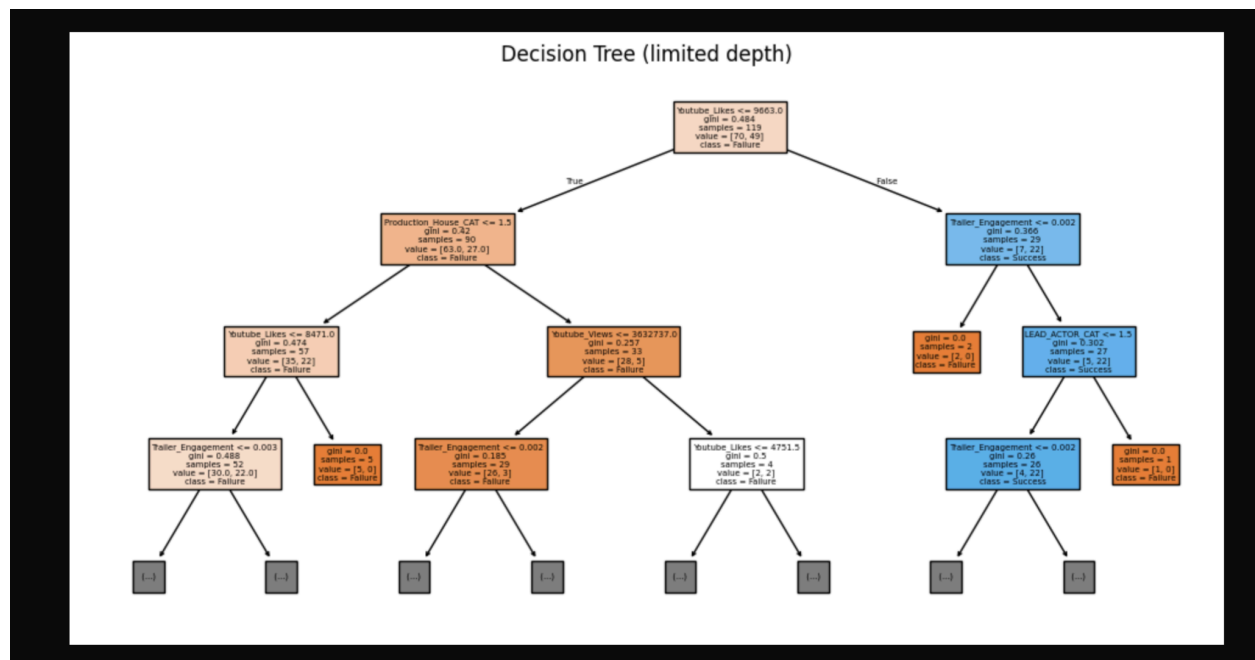 Decision Tree (limited depth)
Youtube_Likes <= 9663.0
gini = 0.484
samples = 119
value = [70, 49]
class = Failure
True
False
Production_House_CAT <= 1.5
gini = 0.42
samples = 90
value = [63.0, 27.0]
class = Failure
Trailer_Engagement <= 0.002
gini = 0.366
samples = 29
value = [7, 22]
class = Success
Youtube_Likes <= 8471.0
gini = 0.474
samples = 57
value = [35, 22]
class = Failure
Youtube_Views <= 3632737.0
gini = 0.257
samples = 33
value = [28, 5]
class = Failure
gini = 0.0
samples = 2
value = [2, 0]
class = Failure
LEAD_ACTOR_CAT <= 1.5
gini = 0.302
samples = 27
value = [5, 22]
class = Success
Trailer_Engagement <= 0.003
gini = 0.488
samples = 52
value = [30.0, 22.0]
class = Failure
gini = 0.0
samples = 5
value = [5, 0]
class = Failure
Trailer_Engagement <= 0.002
gini = 0.185
samples = 29
value = [26, 3]
class = Failure
Youtube_Likes <= 4751.5
gini = 0.5
samples = 4
value = [2, 2]
class = Failure
Trailer_Engagement <= 0.002
gini = 0.26
samples = 26
value = [4, 22]
class = Success
gini = 0.0
samples = 1
value = [1, 0]
class = Failure
(...)
(...)
(...)
(...)
(...)
(...)
(...)
(...)